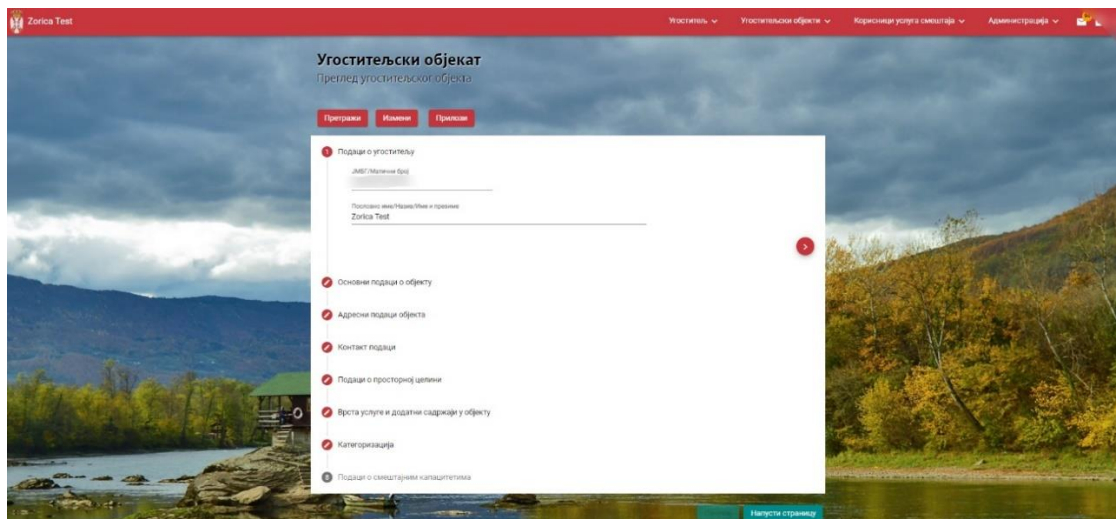 Zorica Test
Угоститељ
Угоститељски објекти
Корисници услуга смештаја
Администрација
Угоститељски објекат
Преглед угоститељског објекта
Претражи
Измени
Прилози
1 Подаци о угоститељу
ЈМБГ/Матични број
Пословно име/Назив/Име и презиме
Zorica Test
Основни подаци о објекту
Адресни подаци објекта
Контакт подаци
Подаци о просторној целини
Врста услуге и додатни садржаји у објекту
Категоризација
8 Подаци о смештајним капацитетима
Напусти страницу